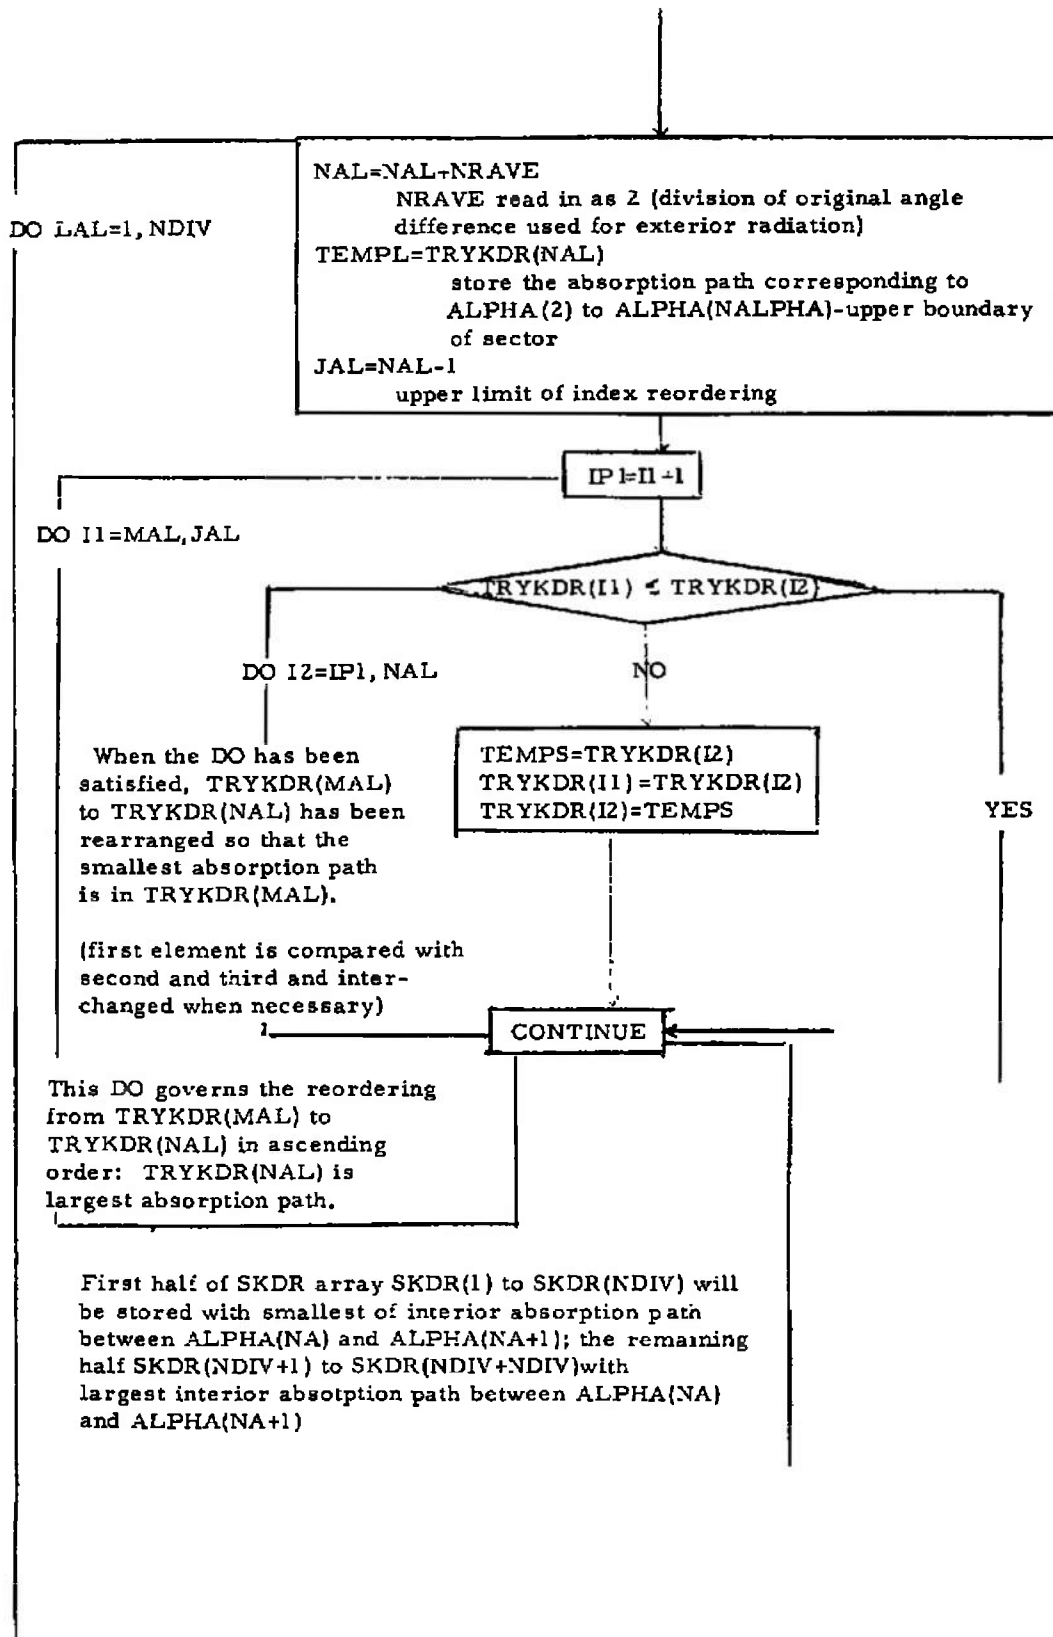 NAL=NAL+NRAVE
NRAVE read in as 2 (division of original angle
difference used for exterior radiation)
DO LAL=1, NDIV
TEMPL=TRYKDR(NAL)
store the absorption path corresponding to
ALPHA(2) to ALPHA(NALPHA)-upper boundary
of sector
JAL=NAL-1
upper limit of index reordering
IP1=I1+1
DO I1=MAL, JAL
TRYKDR(I1) ≤ TRYKDR(I2)
DO I2=IP1, NAL
NO
When the DO has been
satisfied, TRYKDR(MAL)
to TRYKDR(NAL) has been
rearranged so that the
smallest absorption path
is in TRYKDR(MAL).
TEMPS=TRYKDR(I2)
TRYKDR(I1)=TRYKDR(I2)
TRYKDR(I2)=TEMPS
YES
(first element is compared with
second and third and inter-
changed when necessary)
CONTINUE
This DO governs the reordering
from TRYKDR(MAL) to
TRYKDR(NAL) in ascending
order: TRYKDR(NAL) is
largest absorption path.
First half of SKDR array SKDR(1) to SKDR(NDIV) will
be stored with smallest of interior absorption path
between ALPHA(NA) and ALPHA(NA+1); the remaining
half SKDR(NDIV+1) to SKDR(NDIV+NDIV)with
largest interior absotption path between ALPHA(NA)
and ALPHA(NA+1)